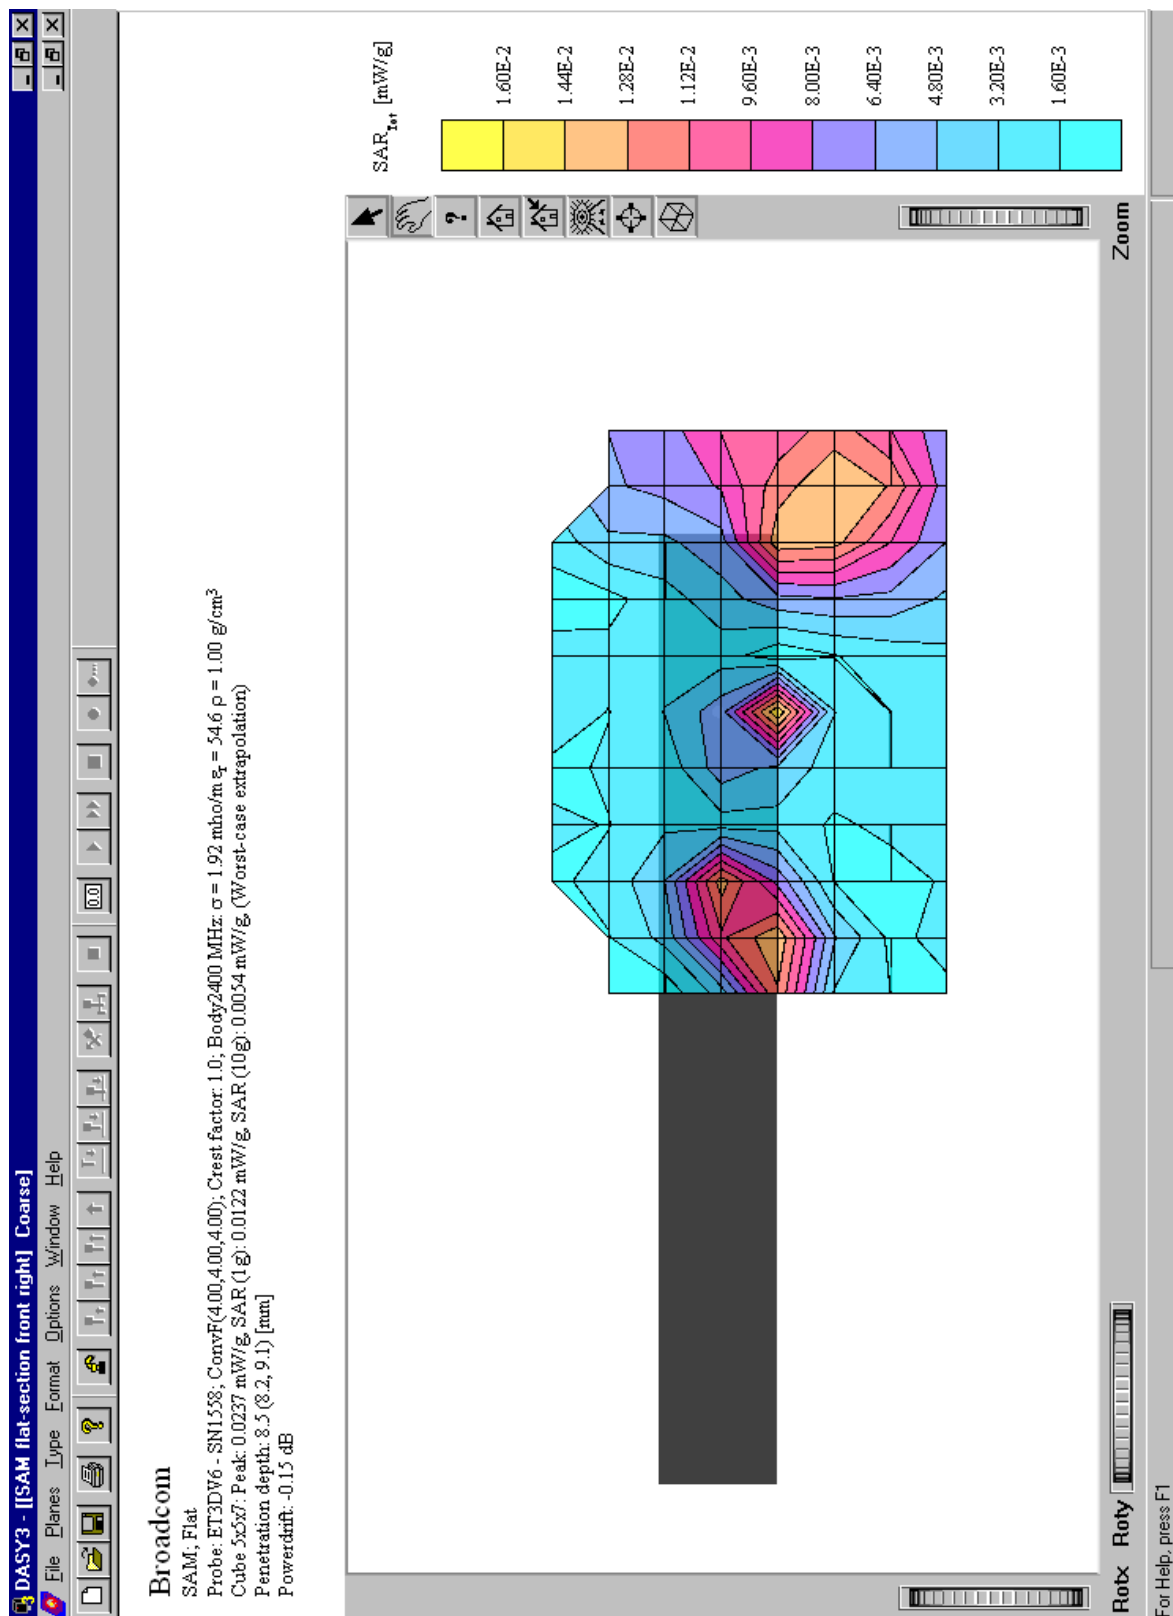 DASY3 - [[SAM flat-section front right] Coarse]
File Planes Type Format Options Window Help
0.0
Broadcom
SAM; Flat
Probe: ET3DV6 - SN1558; ConvF(4.00,4.00,4.00); Crest factor: 1.0; Body2400 MHz: σ = 1.92 mho/m εr = 54.6 ρ = 1.00 g/cm³
Cube 5x5x7: Peak: 0.0237 mW/g, SAR (1g): 0.0122 mW/g, SAR (10g): 0.0054 mW/g, (Worst-case extrapolation)
Penetration depth: 8.5 (8.2, 9.1) [mm]
Powerdrift: -0.15 dB
SARTot [mW/g]
1.60E-2
1.44E-2
1.28E-2
1.12E-2
9.60E-3
8.00E-3
6.40E-3
4.80E-3
3.20E-3
1.60E-3
Rotx Roty Zoom
For Help, press F1